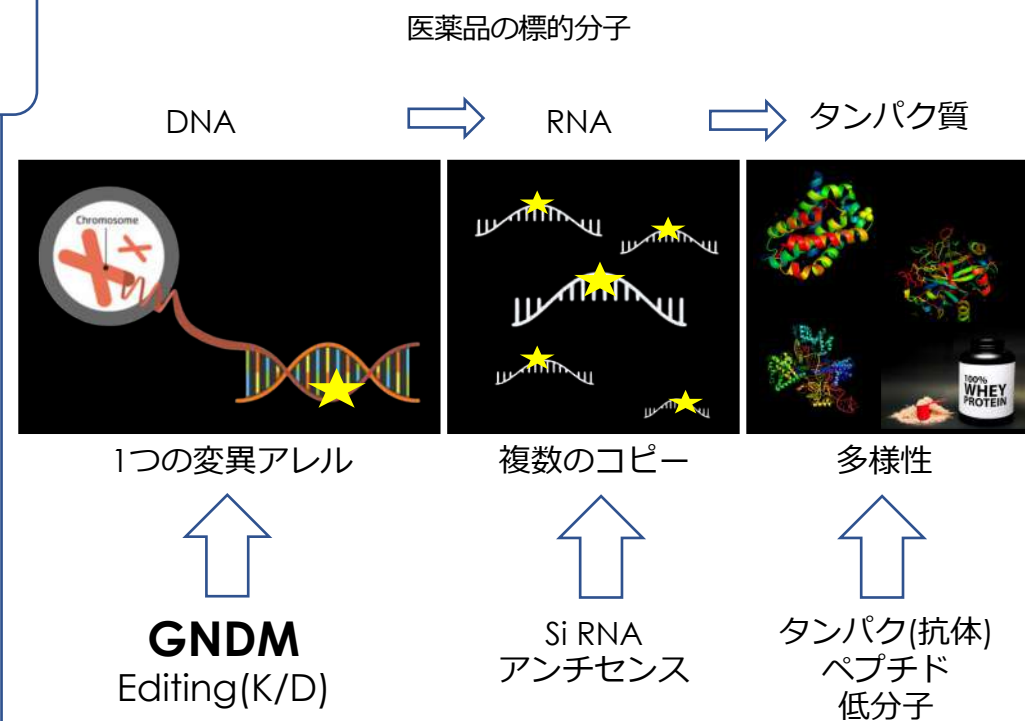 医薬品の標的分子
DNA
RNA
タンパク質
Chromosome
100%
WHEY
PROTEIN
1つの変異アレル
複数のコピー
多様性
GNDM
Editing(K/D)
Si RNA
アンチセンス
タンパク(抗体)
ペプチド
低分子